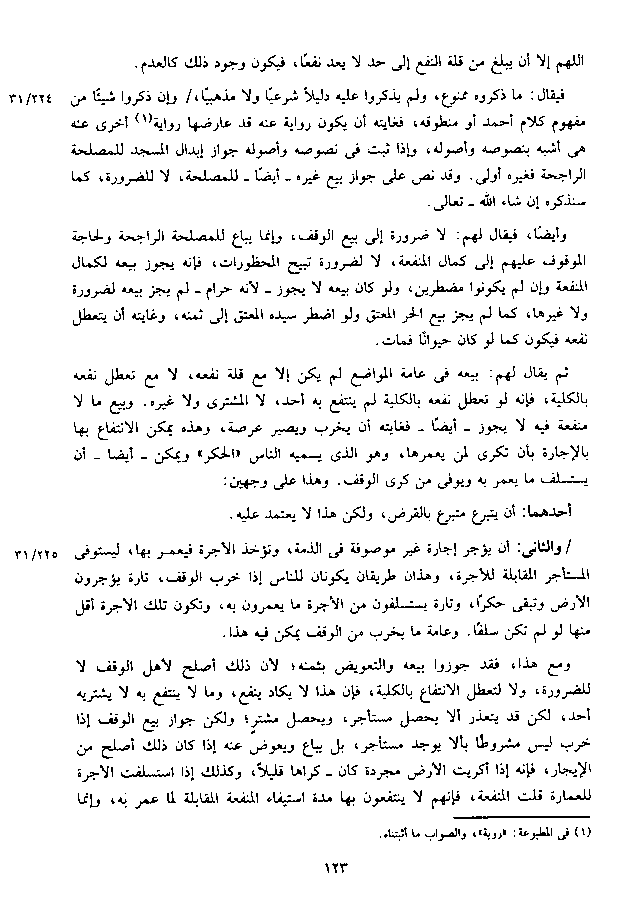 اللهم إلا أن يبلغ من قلة النفع إلى حد لا يعد نفعًا، فيكون وجود ذلك كالعدم.
فيقال: ما ذكروه ممنوع، ولم يذكروا عليه دليلاً شرعيًا ولا مذهبيًا،/ وإن ذكروا شيئًا من ٣١/٢٢٤
مفهوم كلام أحمد أو منطوقه، فغايته أن يكون رواية عنه قد عارضها رواية(١) أخرى عنه
هى أشبه بنصوصه وأصوله، وإذا ثبت فى نصوصه وأصوله جواز إبدال المسجد للمصلحة
الراجحة فغيره أولى. وقد نص على جواز بيع غيره ـ أيضًا ـ للمصلحة، لا للضرورة، كما
سنذكره إن شاء الله ـ تعالى.
وأيضًا، فيقال لهم: لا ضرورة إلى بيع الوقف، وإنما يباع للمصلحة الراجحة ولحاجة
الموقوف عليهم إلى كمال المنفعة، لا لضرورة تبيح المحظورات، فإنه يجوز بيعه لكمال
المنفعة وإن لم يكونوا مضطرين، ولو كان بيعه لا يجوز ـ لأنه حرام ـ لم يجز بيعه لضرورة
ولا غيرها، كما لم يجز بيع الحر المعتق ولو اضطر سيده المعتق إلى ثمنه، وغايته أن يتعطل
نفعه فيكون كما لو كان حيوانًا فمات.
ثم يقال لهم: بيعه فى عامة المواضع لم يكن إلا مع قلة نفعه، لا مع تعطل نفعه
بالكلية، فإنه لو تعطل نفعه بالكلية لم ينتفع به أحد، لا المشترى ولا غيره. وبيع ما لا
منفعة فيه لا يجوز ـ أيضًا ـ فغايته أن يخرب ويصير عرصة، وهذه يمكن الانتفاع بها
بالإجارة بأن تكرى لمن يعمرها، وهو الذى يسميه الناس «الحكر» ويمكن ـ أيضا ـ أن
يستسلف ما يعمر به ويوفى من كرى الوقف. وهذا على وجهين:
أحدهما: أن يتبرع متبرع بالقرض، ولكن هذا لا يعتمد عليه.
/ والثانى: أن يؤجر إجارة غير موصوفة فى الذمة، وتؤخذ الأجرة فيعمر بها، ليستوفى ٣١/٢٢٥
المستأجر المقابلة للأجرة، وهذان طريقان يكونان للناس إذا خرب الوقف، تارة يؤجرون
الأرض وتبقى حكرًا، وتارة يستسلفون من الأجرة ما يعمرون به، وتكون تلك الأجرة أقل
منها لو لم تكن سلفًا. وعامة ما يخرب من الوقف يمكن فيه هذا.
ومع هذا، فقد جوزوا بيعه والتعويض بثمنه؛ لأن ذلك أصلح لأهل الوقف لا
للضرورة، ولا لتعطل الانتفاع بالكلية، فإن هذا لا يكاد ينفع، وما لا ينتفع به لا يشتريه
أحد، لكن قد يتعذر ألا يحصل مستأجر، ويحصل مشترٍ؛ ولكن جواز بيع الوقف إذا
خرب ليس مشروطًا بألا يوجد مستأجر، بل يباع ويعوض عنه إذا كان ذلك أصلح من
الإيجار، فإنه إذا أكريت الأرض مجردة كان ـ كراها قليلاً، وكذلك إذا استسلفت الأجرة
للعمارة قلت المنفعة، فإنهم لا ينتفعون بها مدة استيفاء المنفعة المقابلة لما عمر به، وإنما
(١) فى المطبوعة: «روية»، والصواب ما أثبتناه.
١٢٣